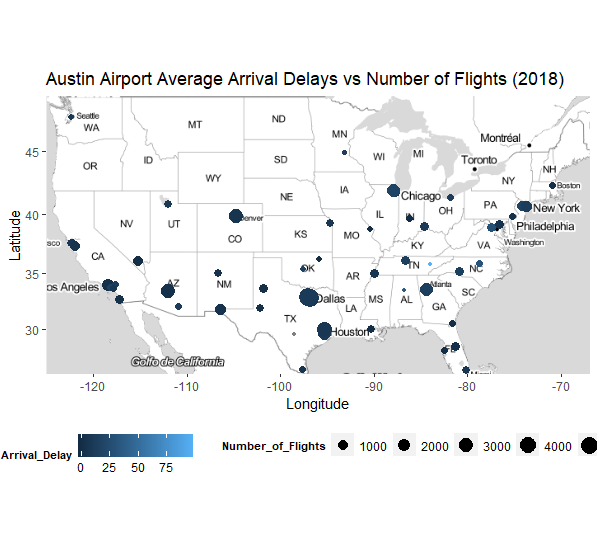 Austin Airport Average Arrival Delays vs Number of Flights (2018)
Seattle
WA
MT
ND
MN
Montréal
OR
ID
SD
WI
MI
Toronto
NH
WY
NY
Boston
NE
IA
Chicago
PA
New York
NV
UT
Denver
IL
IN
OH
Philadelphia
CO
KS
MO
VA
Washington
CA
KY
os Angeles
AZ
NM
OK
AR
TN
NC
Atlanta
SC
Dallas
MS
AL
GA
TX
LA
Houston
FL
Golfo de California
45
40
35
30
Latitude
-120
-110
-100
-90
-80
-70
Longitude
Arrival_Delay
0 25 50 75
Number_of_Flights
1000 2000 3000 4000